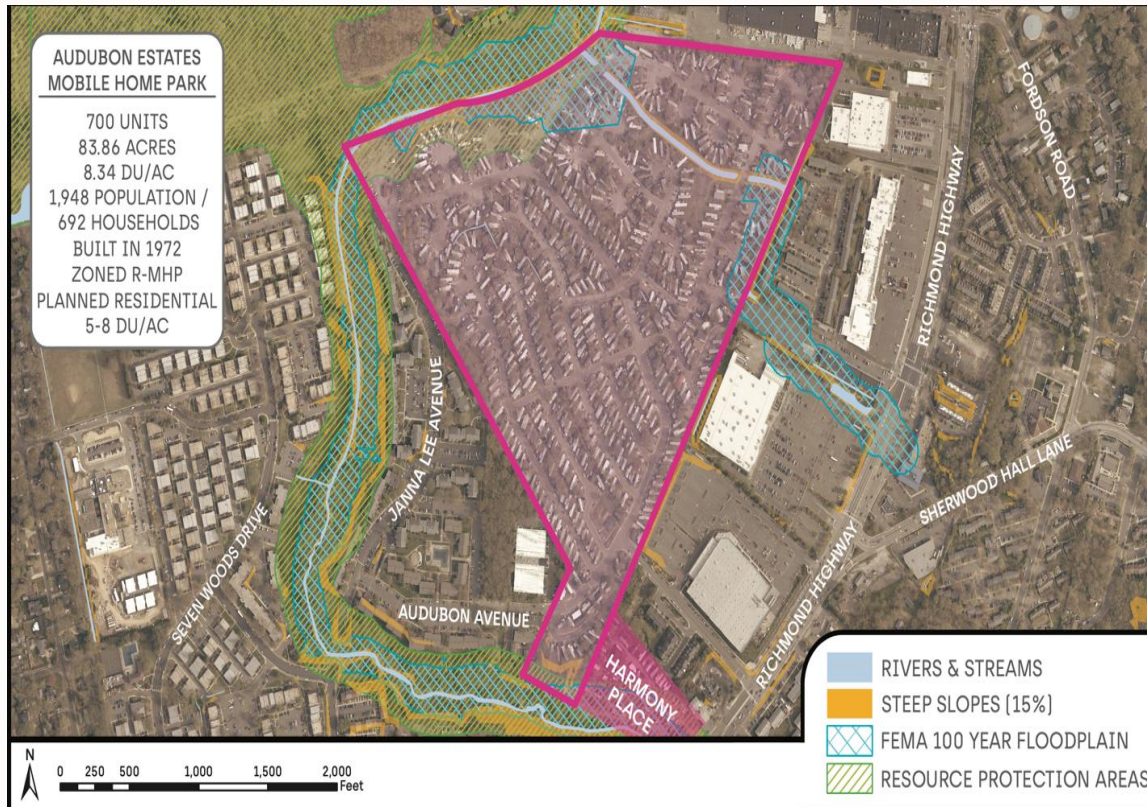 AUDUBON ESTATES
MOBILE HOME PARK
700 UNITS
83.86 ACRES
8.34 DU/AC
1,948 POPULATION /
692 HOUSEHOLDS
BUILT IN 1972
ZONED R-MHP
PLANNED RESIDENTIAL
5-8 DU/AC
FORDSON ROAD
RICHMOND HIGHWAY
JANNA LEE AVENUE
SHERWOOD HALL LANE
SEVEN WOODS DRIVE
AUDUBON AVENUE
RICHMOND HIGHWAY
HARMONY
PLACE
RIVERS & STREAMS
STEEP SLOPES (15%)
FEMA 100 YEAR FLOODPLAIN
RESOURCE PROTECTION AREAS
N
0 250 500 1,000 1,500 2,000
Feet